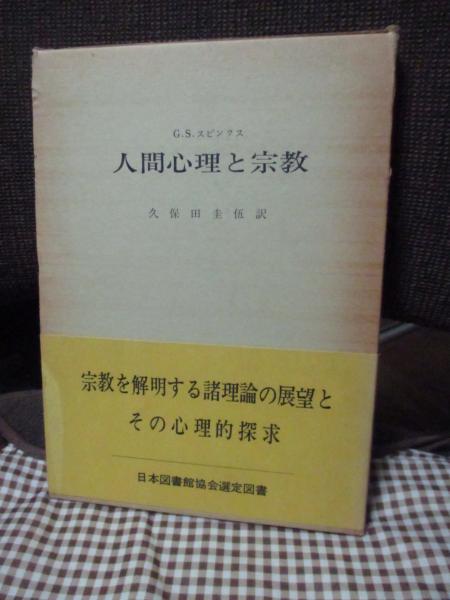 G.S.スピンクス
人間心理と宗教
久保田圭伍訳
宗教を解明する諸理論の展望と
その心理的探求
日本図書館協会選定図書